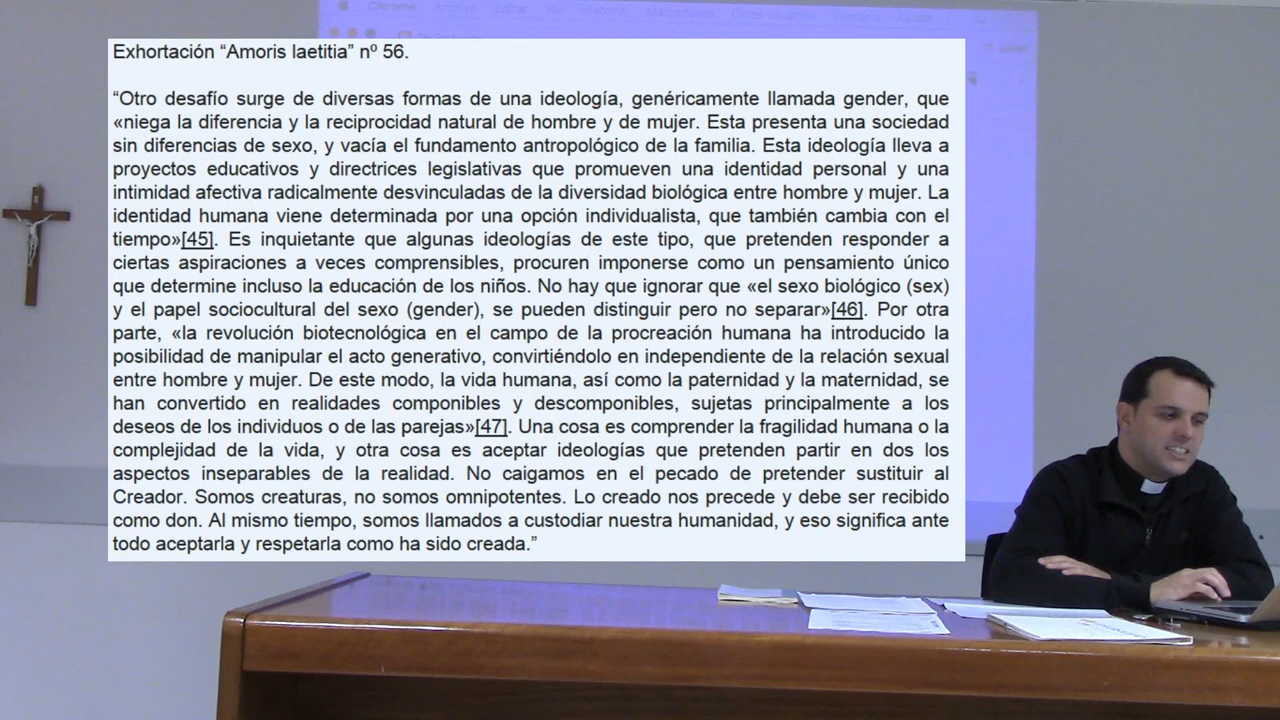 Chrome Archivo Editar Ver Historial Marcadores Otros usuarios Ventana Ayuda
Exhortación “Amoris laetitia” nº 56.
“Otro desafío surge de diversas formas de una ideología, genéricamente llamada gender, que
«niega la diferencia y la reciprocidad natural de hombre y de mujer. Esta presenta una sociedad
sin diferencias de sexo, y vacía el fundamento antropológico de la familia. Esta ideología lleva a
proyectos educativos y directrices legislativas que promueven una identidad personal y una
intimidad afectiva radicalmente desvinculadas de la diversidad biológica entre hombre y mujer. La
identidad humana viene determinada por una opción individualista, que también cambia con el
tiempo»[45]. Es inquietante que algunas ideologías de este tipo, que pretenden responder a
ciertas aspiraciones a veces comprensibles, procuren imponerse como un pensamiento único
que determine incluso la educación de los niños. No hay que ignorar que «el sexo biológico (sex)
y el papel sociocultural del sexo (gender), se pueden distinguir pero no separar»[46]. Por otra
parte, «la revolución biotecnológica en el campo de la procreación humana ha introducido la
posibilidad de manipular el acto generativo, convirtiéndolo en independiente de la relación sexual
entre hombre y mujer. De este modo, la vida humana, así como la paternidad y la maternidad, se
han convertido en realidades componibles y descomponibles, sujetas principalmente a los
deseos de los individuos o de las parejas»[47]. Una cosa es comprender la fragilidad humana o la
complejidad de la vida, y otra cosa es aceptar ideologías que pretenden partir en dos los
aspectos inseparables de la realidad. No caigamos en el pecado de pretender sustituir al
Creador. Somos creaturas, no somos omnipotentes. Lo creado nos precede y debe ser recibido
como don. Al mismo tiempo, somos llamados a custodiar nuestra humanidad, y eso significa ante
todo aceptarla y respetarla como ha sido creada.”